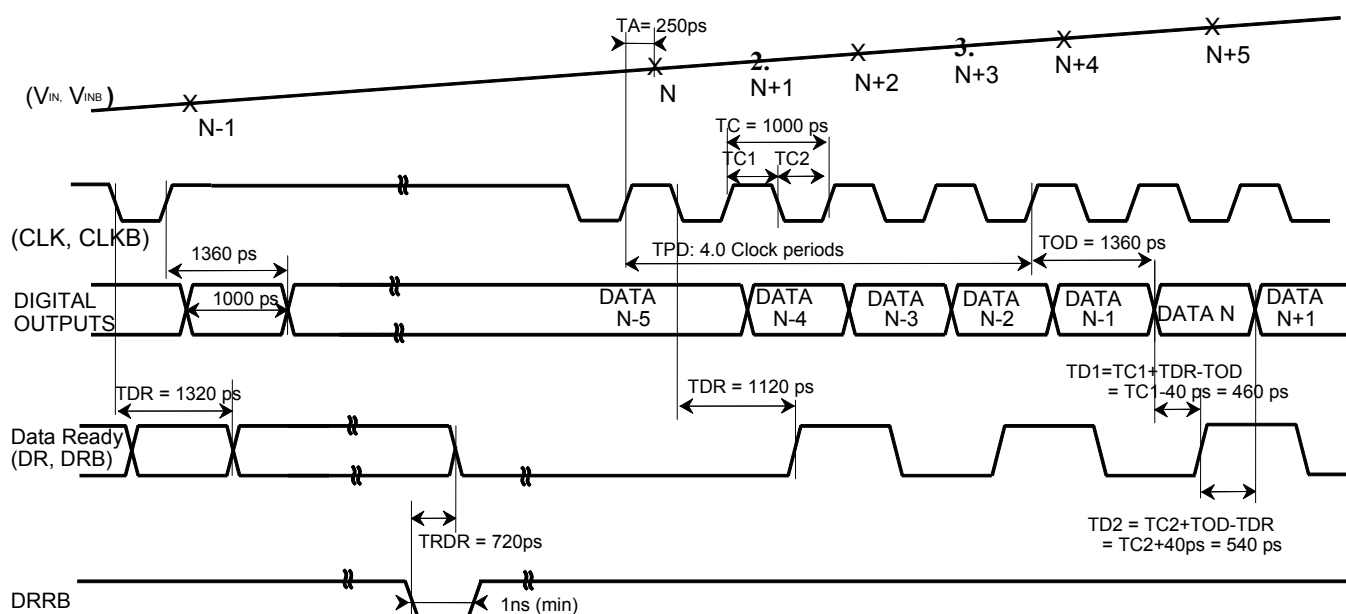 TA= 250ps
2.
3.
N+5
N+4
N+3
N+2
N+1
N
(VIN, VINB)
N-1
TC = 1000 ps
TC1
TC2
(CLK, CLKB)
1360 ps
TPD: 4.0 Clock periods
TOD = 1360 ps
DIGITAL
OUTPUTS
1000 ps
DATA
N-5
DATA
N-4
DATA
N-3
DATA
N-2
DATA
N-1
DATA N
DATA
N+1
TDR = 1320 ps
TDR = 1120 ps
TD1=TC1+TDR-TOD
= TC1-40 ps = 460 ps
Data Ready
(DR, DRB)
TRDR = 720ps
TD2 = TC2+TOD-TDR
= TC2+40ps = 540 ps
DRRB
1ns (min)